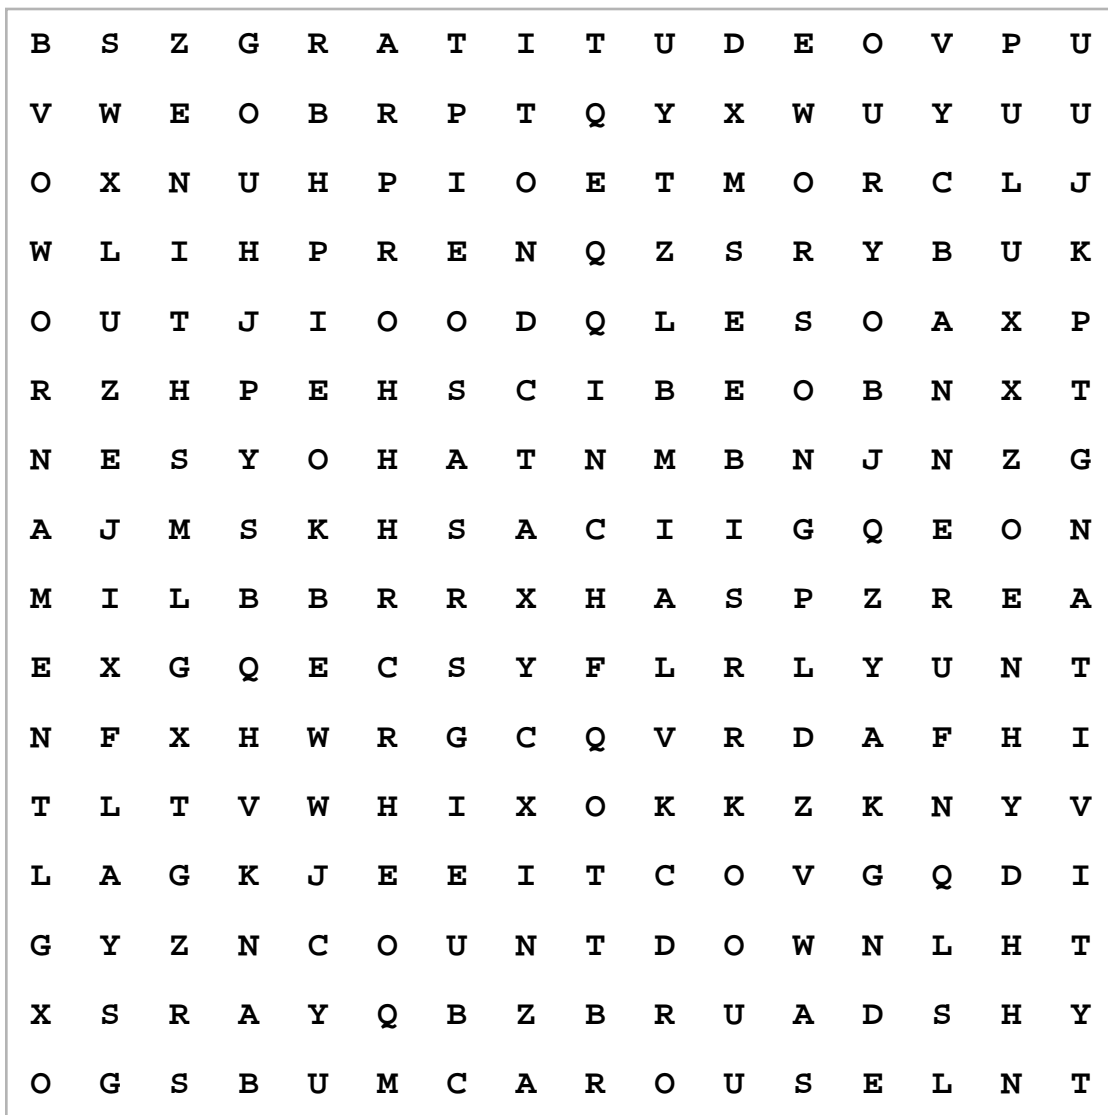 B S Z G R A T I T U D E O V P U
V W E O B R P T Q Y X W U Y U U
O X N U H P I O E T M O R C L J
W L I H P R E N Q Z S R Y B U K
O U T J I O O D Q L E S O A X P
R Z H P E H S C I B E O B N X T
N E S Y O H A T N M B N J N Z G
A J M S K H S A C I I G Q E O N
M I L B B R R X H A S P Z R E A
E X G Q E C S Y F L R L Y U N T
N F X H W R G C Q V R D A F H I
T L T V W H I X O K K Z K N Y V
L A G K J E E I T C O V G Q D I
G Y Z N C O U N T D O W N L H T
X S R A Y Q B Z B R U A D S H Y
O G S B U M C A R O U S E L N T